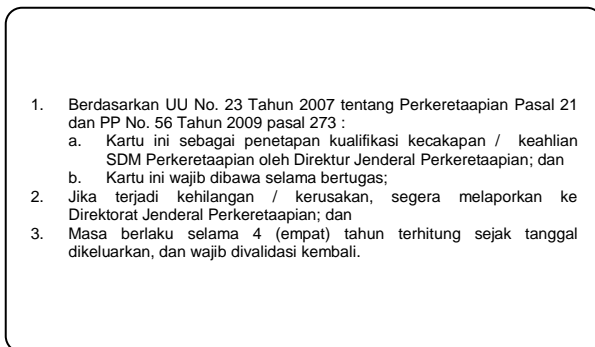 1. Berdasarkan UU No. 23 Tahun 2007 tentang Perkeretaapian Pasal 21
dan PP No. 56 Tahun 2009 pasal 273 :
a. Kartu ini sebagai penetapan kualifikasi kecakapan / keahlian
SDM Perkeretaapian oleh Direktur Jenderal Perkeretaapian; dan
b. Kartu ini wajib dibawa selama bertugas;
2. Jika terjadi kehilangan / kerusakan, segera melaporkan ke
Direktorat Jenderal Perkeretaapian; dan
3. Masa berlaku selama 4 (empat) tahun terhitung sejak tanggal
dikeluarkan, dan wajib divalidasi kembali.